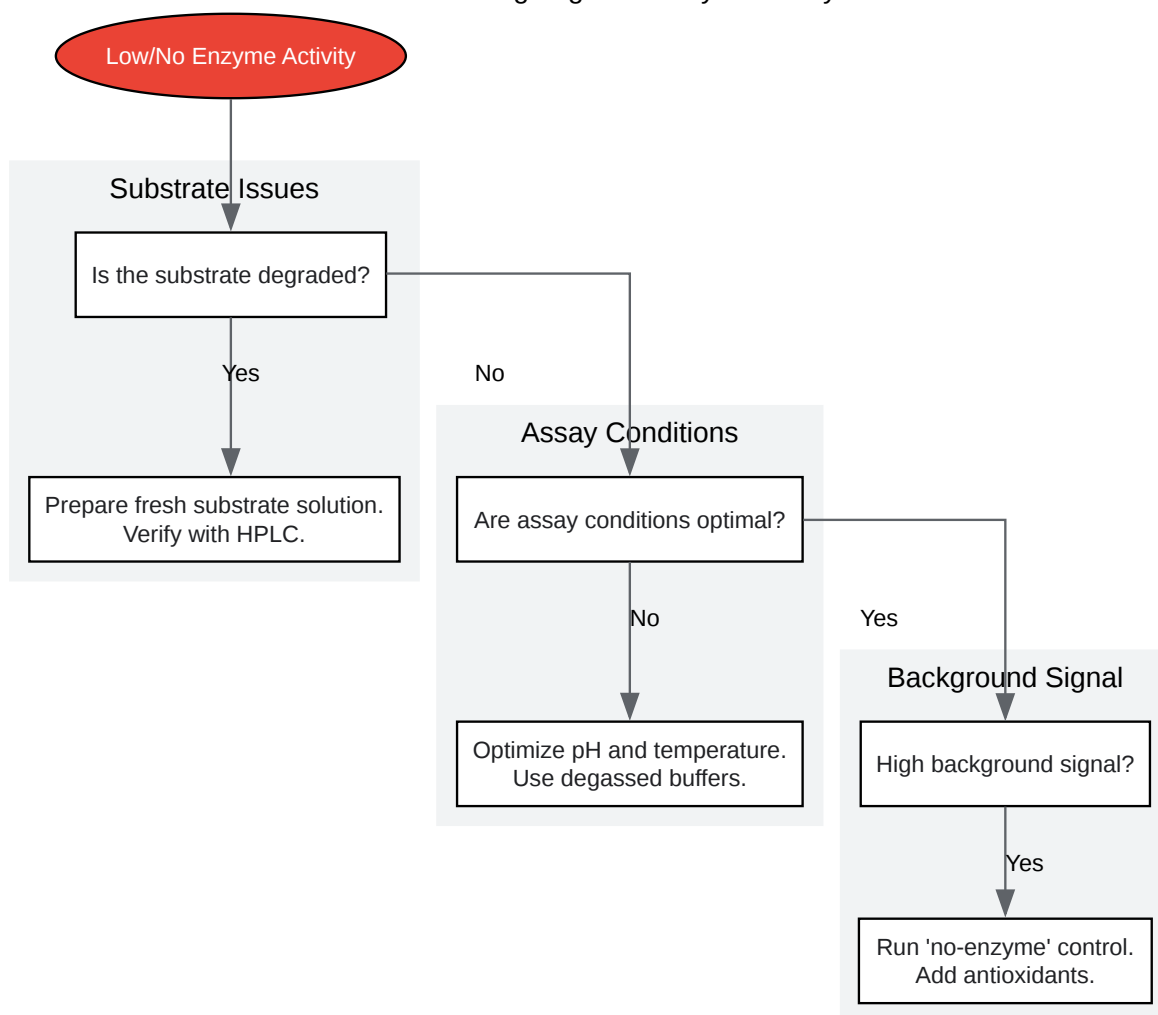 Low/No Enzyme Activity
Substrate Issues
Is the substrate degraded?
Yes
No
Prepare fresh substrate solution.
Verify with HPLC.
Assay Conditions
Are assay conditions optimal?
No
Yes
Optimize pH and temperature.
Use degassed buffers.
Background Signal
High background signal?
Yes
Run 'no-enzyme' control.
Add antioxidants.